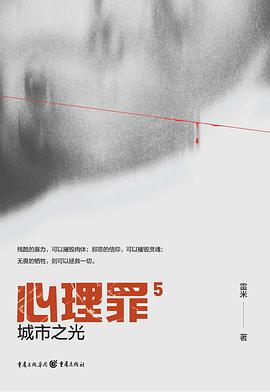 残酷的暴力，可以摧毁肉体；邪恶的信仰，可以摧毁灵魂；
无畏的牺牲，则可以拯救一切。
雷米——著
心理罪5
城市之光
重庆出版集团 重庆出版社